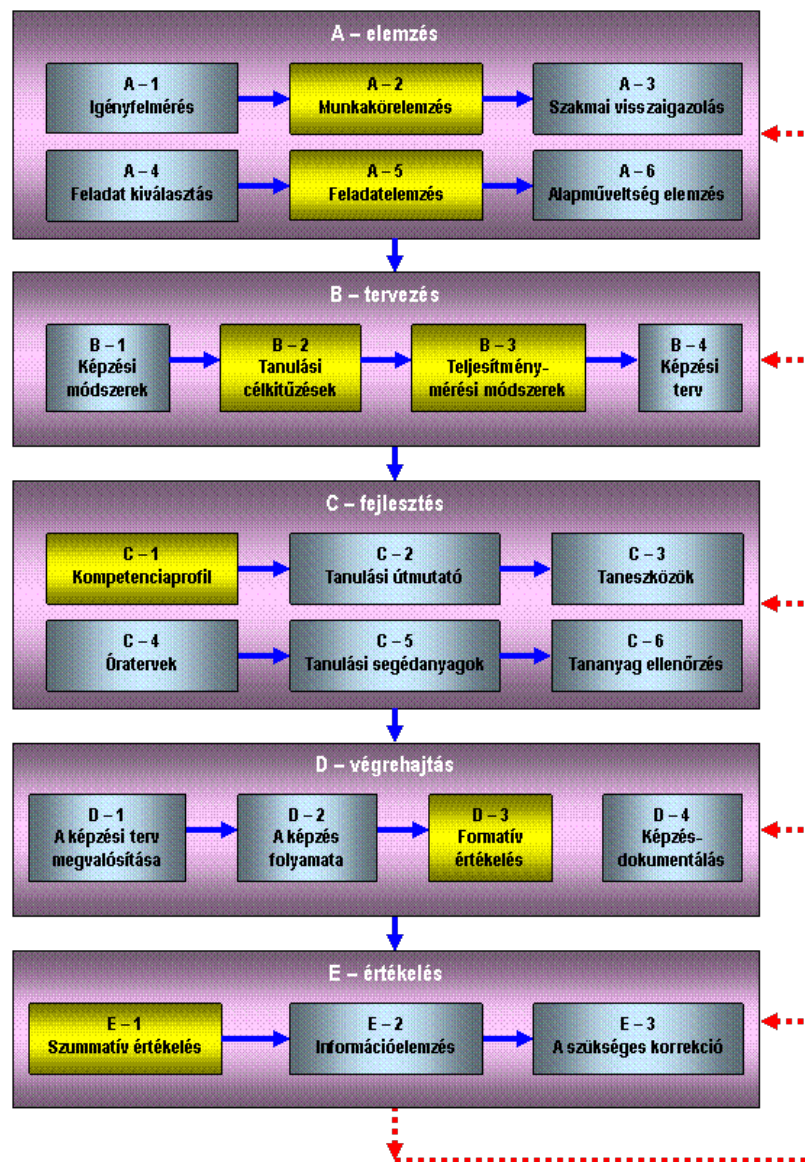 A – elemzés
A – 1
Igényfelmérés
A – 2
Munkakörelemzés
A – 3
Szakmai visszaigazolás
A – 4
Feladat kiválasztás
A – 5
Feladatelemzés
A – 6
Alapműveltség elemzés
B – tervezés
B – 1
Képzési
módszerek
B – 2
Tanulási
célkitűzések
B – 3
Teljesítmény-
mérési módszerek
B – 4
Képzési
terv
C – fejlesztés
C – 1
Kompetenciaprofil
C – 2
Tanulási útmutató
C – 3
Taneszközök
C – 4
Óratervek
C – 5
Tanulási segédanyagok
C – 6
Tananyag ellenőrzés
D – végrehajtás
D – 1
A képzési terv
megvalósítása
D – 2
A képzés
folyamata
D – 3
Formatív
értékelés
D – 4
Képzés-
dokumentálás
E – értékelés
E – 1
Szummatív értékelés
E – 2
Információelemzés
E – 3
A szükséges korrekció